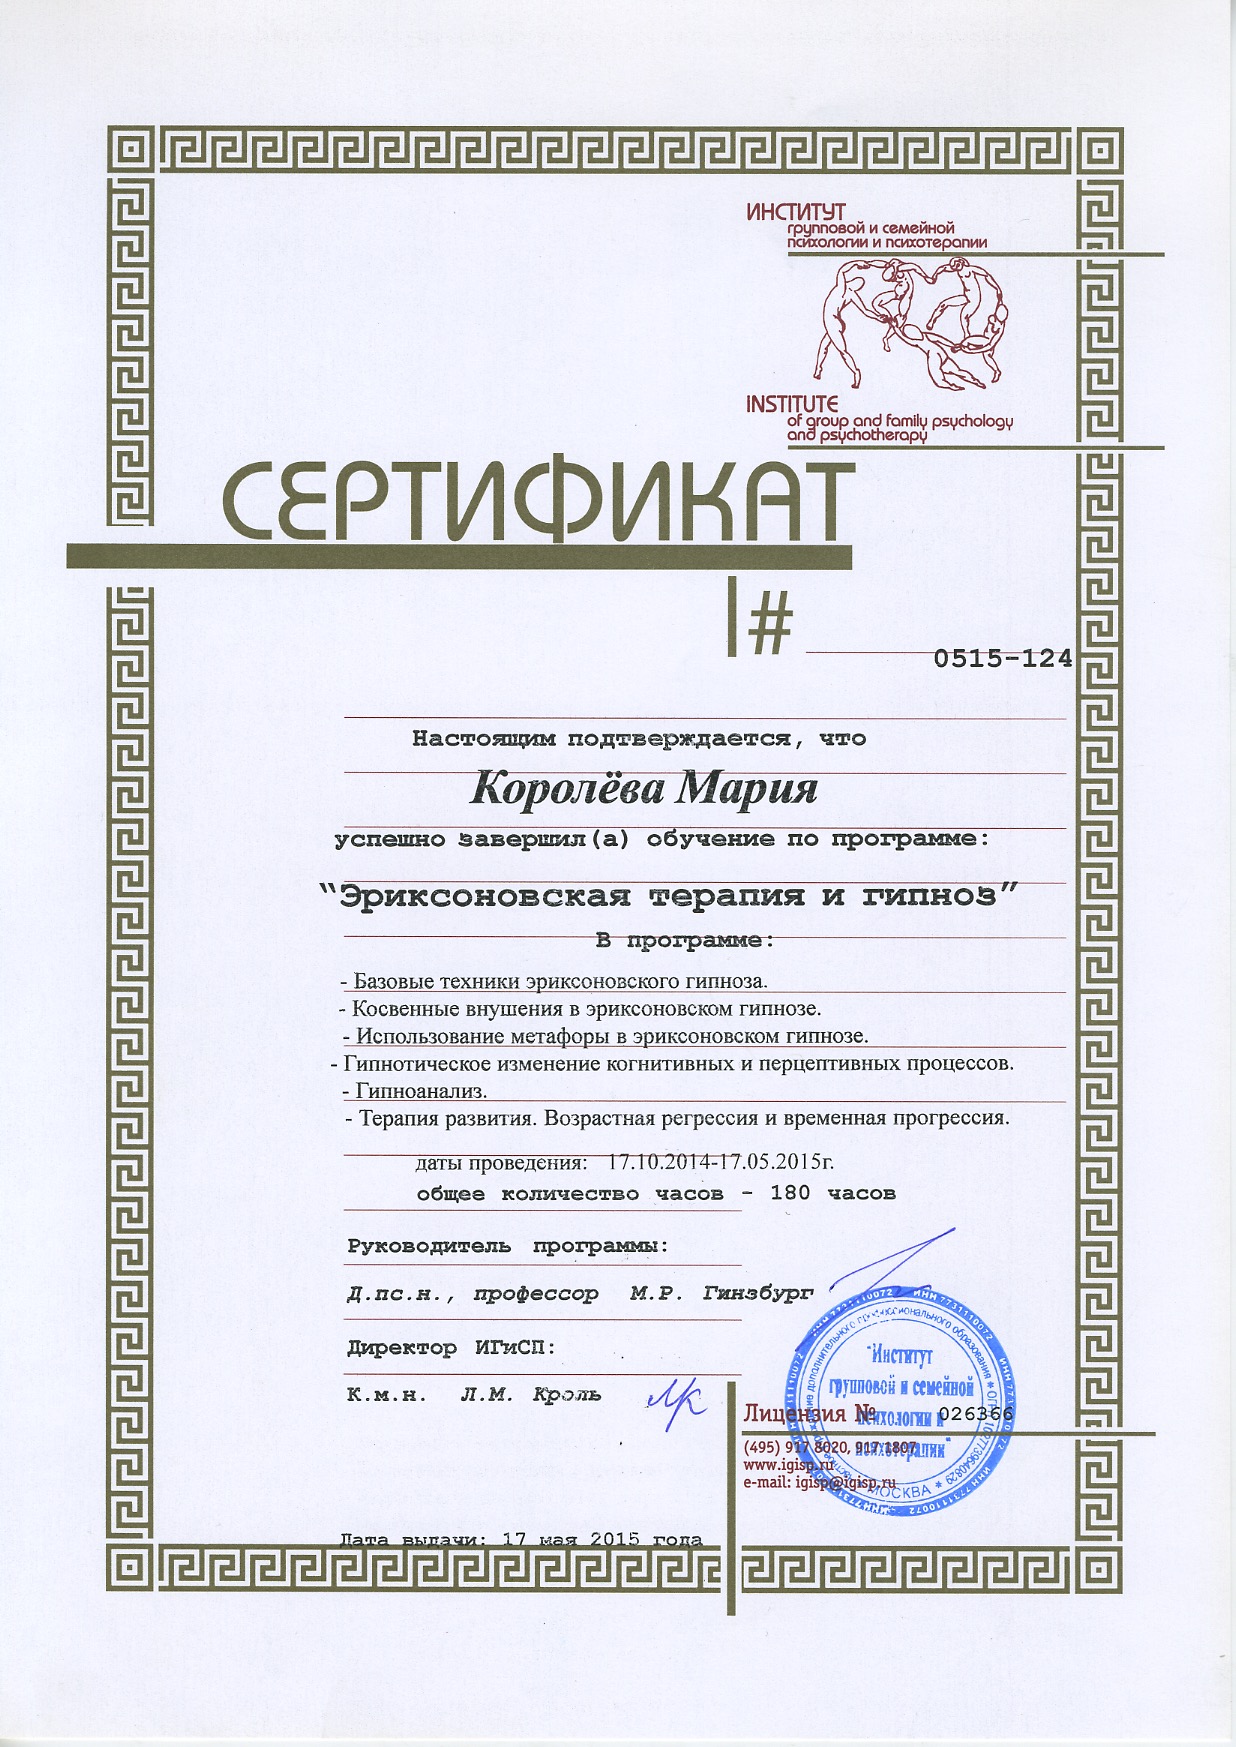 ИНСТИТУТ
групповой и семейной
психологии и психотерапии
INSTITUTE
of group and family psychology
and psychotherapy
СЕРТИФИКАТ
#
0515-124
Настоящим подтверждается, что
Королёва Мария
успешно завершил(а) обучение по программе:
“Эриксоновская терапия и гипноз”
В программе:
- Базовые техники эриксоновского гипноза.
- Косвенные внушения в эриксоновском гипнозе.
- Использование метафоры в эриксоновском гипнозе.
- Гипнотическое изменение когнитивных и перцептивных процессов.
- Гипноанализ.
- Терапия развития. Возрастная регрессия и временная прогрессия.
даты проведения: 17.10.2014-17.05.2015г.
общее количество часов - 180 часов
Руководитель программы:
Д.пс.н., профессор М.Р. Гинзбург
Директор ИГиСП:
К.м.н. Л.М. Кроль
"Институт
групповой и семейной
психологии и
психотерапии"
ИНН 7731110072
дополнительного профессионального образования
МОСКВА
Лицензия № 026366
(495) 917 8020, 917 1807
www.igisp.ru
e-mail: igisp@igisp.ru
Дата выдачи: 17 мая 2015 года